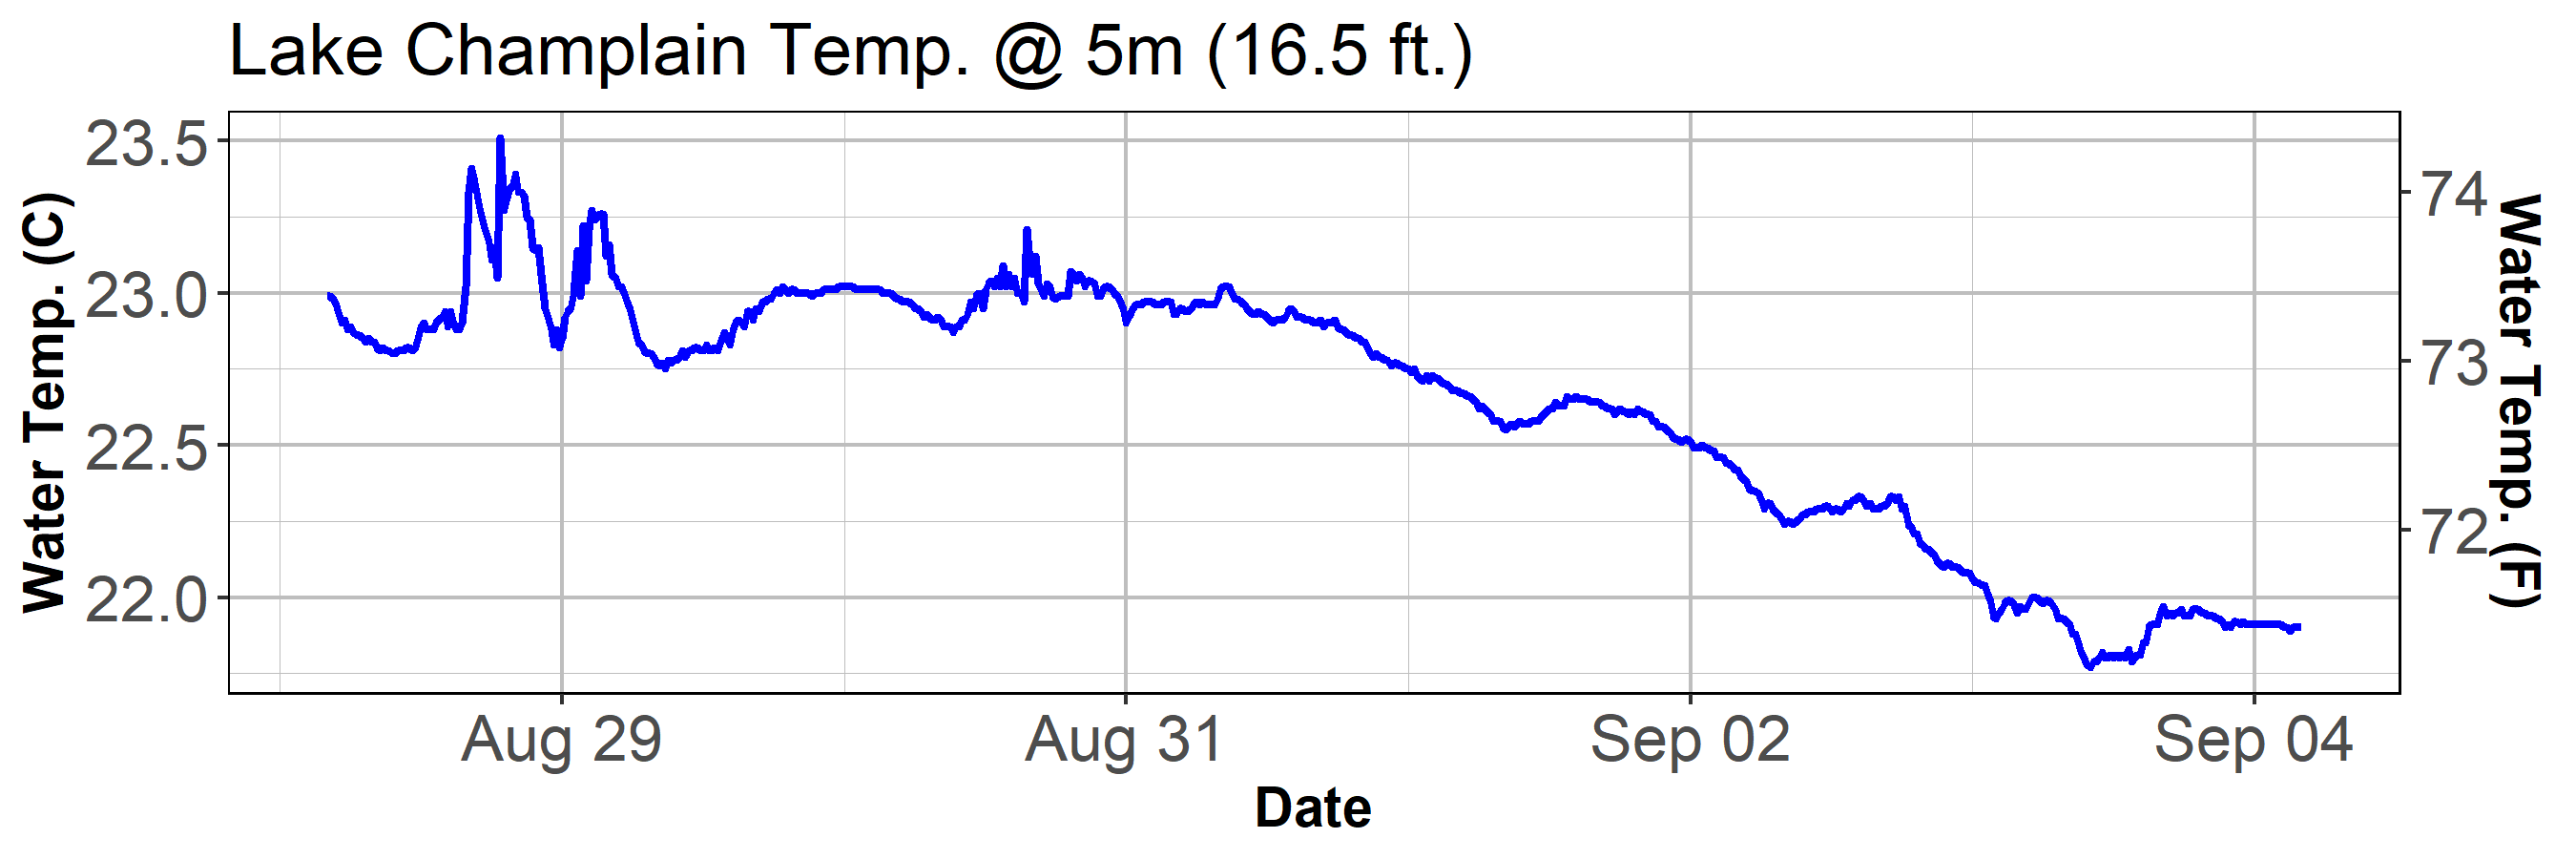 Lake Champlain Temp. @ 5m (16.5 ft.)
Water Temp. (C)
23.5
23.0
22.5
22.0
74
73
72
Water Temp. (F)
Aug 29
Aug 31
Sep 02
Sep 04
Date